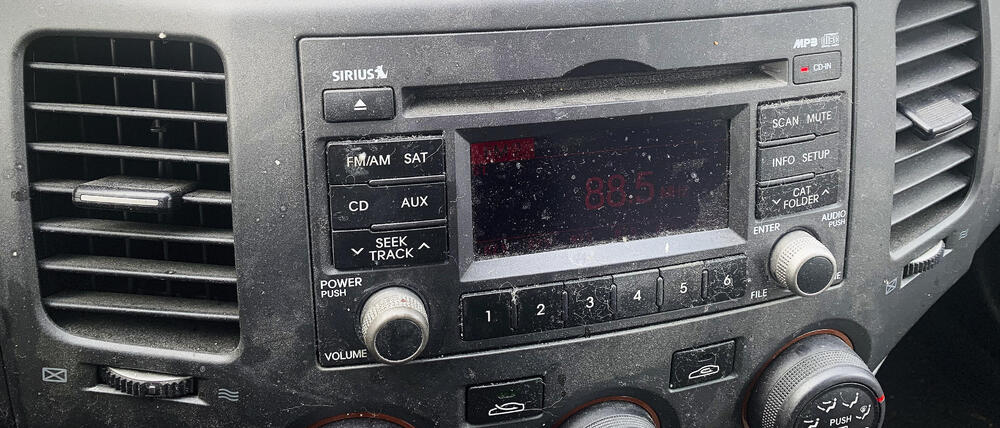 SIRIUS
MP3
CD-IN
FM/AM SAT
CD AUX
SEEK
TRACK
POWER
PUSH
VOLUME
88.5 MHz
1 2 3 4 5 6
SCAN MUTE
INFO SETUP
CAT
FOLDER
AUDIO
PUSH
ENTER
FILE
PUSH